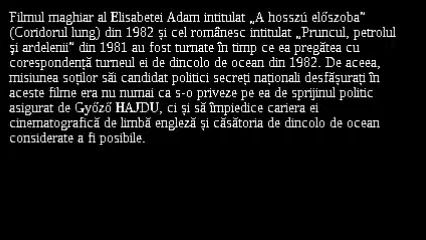 Filmul maghiar al Elisabetei Adam intitulat „A hosszú előszoba”
(Coridorul lung) din 1982 și cel românesc intitulat „Pruncul, petrolul
și ardelenii” din 1981 au fost turnate în timp ce ea pregătea cu
corespondență turneul ei de dincolo de ocean din 1982. De aceea,
misiunea soților săi candidat politici secreți naționali desfășurați în
aceste filme era nu numai ca s-o priveze pe ea de sprijinul politic
asigurat de Győző HAJDU, ci și să împiedice cariera ei
cinematografică de limbă engleză și căsătoria de dincolo de ocean
considerate a fi posibile.